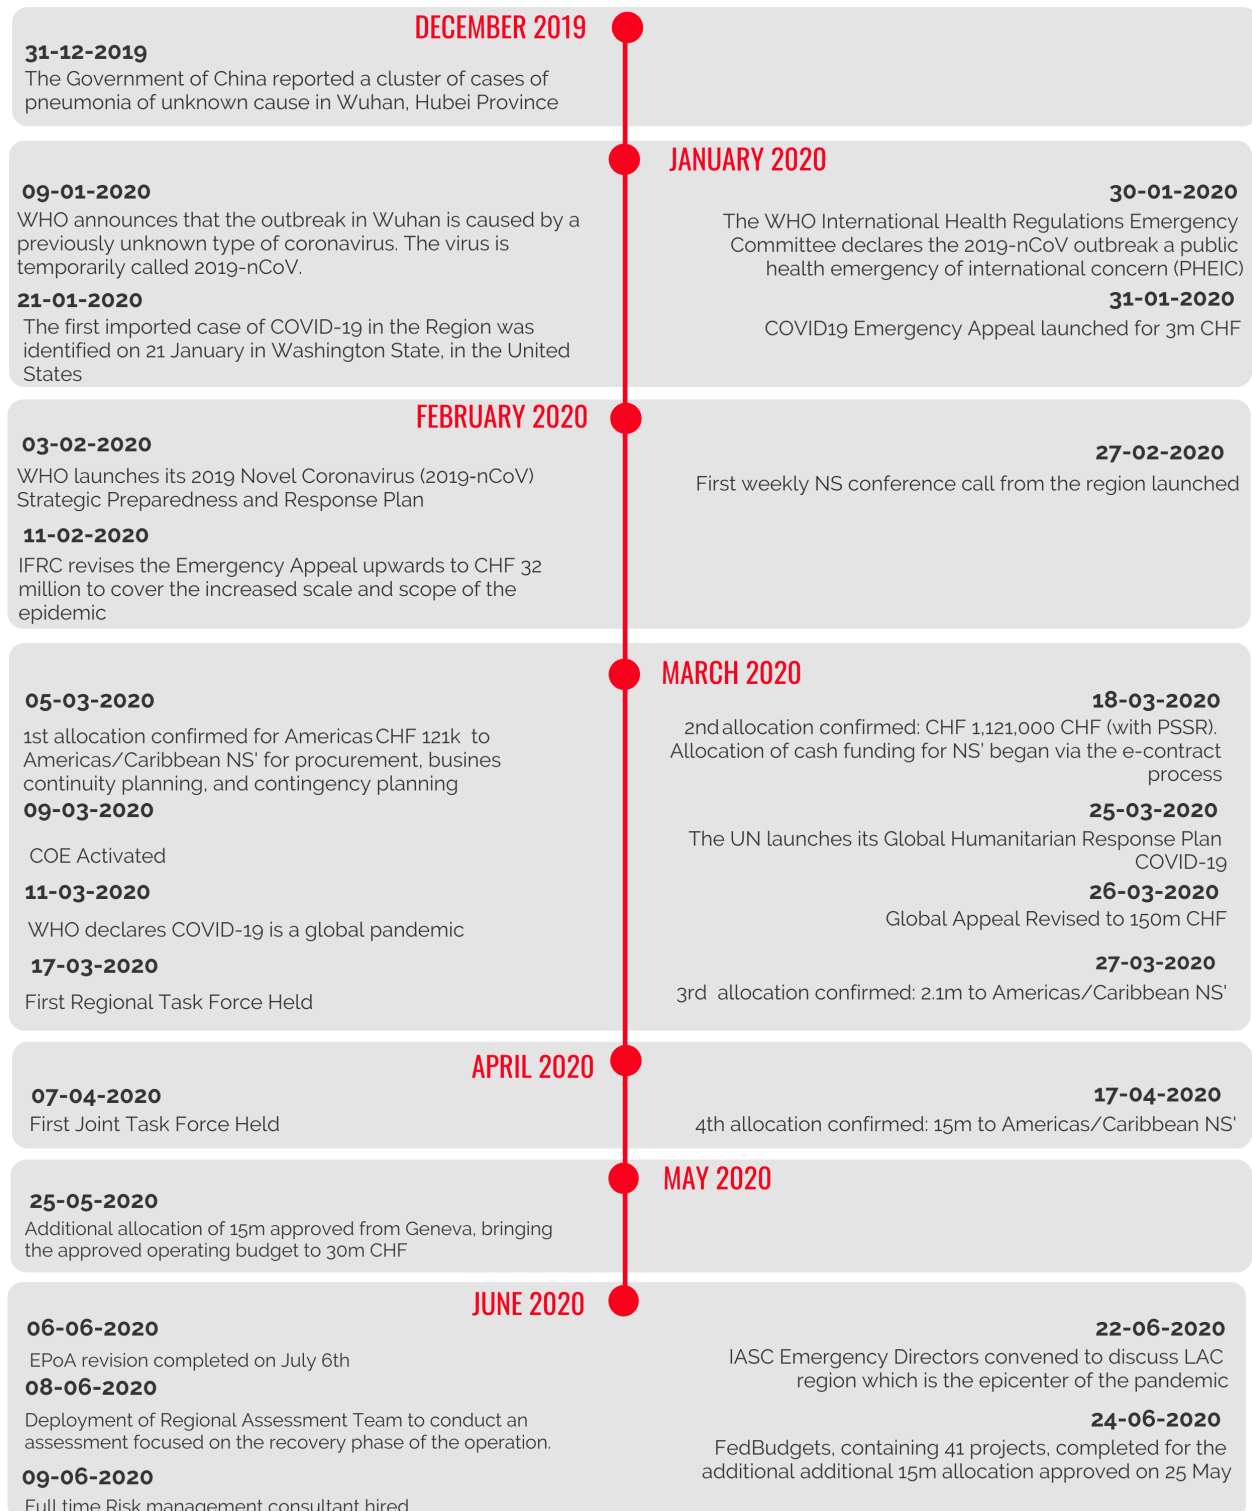 DECEMBER 2019
31-12-2019
The Government of China reported a cluster of cases of
pneumonia of unknown cause in Wuhan, Hubei Province
JANUARY 2020
09-01-2020
WHO announces that the outbreak in Wuhan is caused by a
previously unknown type of coronavirus. The virus is
temporarily called 2019-nCoV.
21-01-2020
The first imported case of COVID-19 in the Region was
identified on 21 January in Washington State, in the United
States
30-01-2020
The WHO International Health Regulations Emergency
Committee declares the 2019-nCoV outbreak a public
health emergency of international concern (PHEIC)
31-01-2020
COVID19 Emergency Appeal launched for 3m CHF
FEBRUARY 2020
03-02-2020
WHO launches its 2019 Novel Coronavirus (2019-nCoV)
Strategic Preparedness and Response Plan
11-02-2020
IFRC revises the Emergency Appeal upwards to CHF 32
million to cover the increased scale and scope of the
epidemic
27-02-2020
First weekly NS conference call from the region launched
MARCH 2020
05-03-2020
1st allocation confirmed for Americas CHF 121k to
Americas/Caribbean NS' for procurement, busines
continuity planning, and contingency planning
09-03-2020
COE Activated
11-03-2020
WHO declares COVID-19 is a global pandemic
17-03-2020
First Regional Task Force Held
18-03-2020
2nd allocation confirmed: CHF 1,121,000 CHF (with PSSR).
Allocation of cash funding for NS’ began via the e-contract
process
25-03-2020
The UN launches its Global Humanitarian Response Plan
COVID-19
26-03-2020
Global Appeal Revised to 150m CHF
27-03-2020
3rd allocation confirmed: 2.1m to Americas/Caribbean NS'
APRIL 2020
07-04-2020
First Joint Task Force Held
17-04-2020
4th allocation confirmed: 15m to Americas/Caribbean NS'
MAY 2020
25-05-2020
Additional allocation of 15m approved from Geneva, bringing
the approved operating budget to 30m CHF
JUNE 2020
06-06-2020
EPoA revision completed on July 6th
08-06-2020
Deployment of Regional Assessment Team to conduct an
assessment focused on the recovery phase of the operation.
09-06-2020
Full time Risk management consultant hired
22-06-2020
IASC Emergency Directors convened to discuss LAC
region which is the epicenter of the pandemic
24-06-2020
FedBudgets, containing 41 projects, completed for the
additional additional 15m allocation approved on 25 May